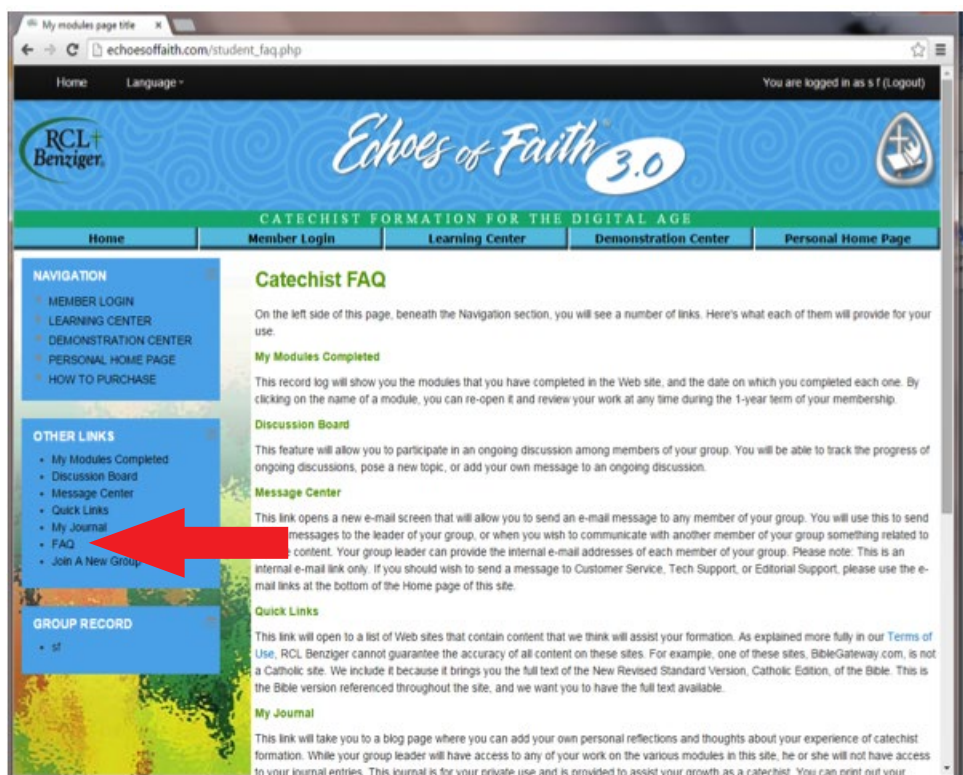 My modules page title
echoesoffaith.com/student_faq.php
Home Language You are logged in as s f (Logout)
RCL
Benziger
Echoes of Faith 3.0
CATECHIST FORMATION FOR THE DIGITAL AGE
Home Member Login Learning Center Demonstration Center Personal Home Page
NAVIGATION
MEMBER LOGIN
LEARNING CENTER
DEMONSTRATION CENTER
PERSONAL HOME PAGE
HOW TO PURCHASE
OTHER LINKS
• My Modules Completed
• Discussion Board
• Message Center
• Quick Links
• My Journal
• FAQ
• Join A New Group
GROUP RECORD
• sf
Catechist FAQ
On the left side of this page, beneath the Navigation section, you will see a number of links. Here's what each of them will provide for your
use.
My Modules Completed
This record log will show you the modules that you have completed in the Web site, and the date on which you completed each one. By
clicking on the name of a module, you can re-open it and review your work at any time during the 1-year term of your membership.
Discussion Board
This feature will allow you to participate in an ongoing discussion among members of your group. You will be able to track the progress of
ongoing discussions, pose a new topic, or add your own message to an ongoing discussion.
Message Center
This link opens a new e-mail screen that will allow you to send an e-mail message to any member of your group. You will use this to send
messages to the leader of your group, or when you wish to communicate with another member of your group something related to
content. Your group leader can provide the internal e-mail addresses of each member of your group. Please note: This is an
internal e-mail link only. If you should wish to send a message to Customer Service, Tech Support, or Editorial Support, please use the e-
mail links at the bottom of the Home page of this site.
Quick Links
This link will open to a list of Web sites that contain content that we think will assist your formation. As explained more fully in our Terms of
Use, RCL Benziger cannot guarantee the accuracy of all content on these sites. For example, one of these sites, BibleGateway.com, is not
a Catholic site. We include it because it brings you the full text of the New Revised Standard Version, Catholic Edition, of the Bible. This is
the Bible version referenced throughout the site, and we want you to have the full text available.
My Journal
This link will take you to a blog page where you can add your own personal reflections and thoughts about your experience of catechist
formation. While your group leader will have access to any of your work on the various modules in this site, he or she will not have access
to your journal entries. This journal is for your private use and is provided to assist your growth as a catechist. You can print out your